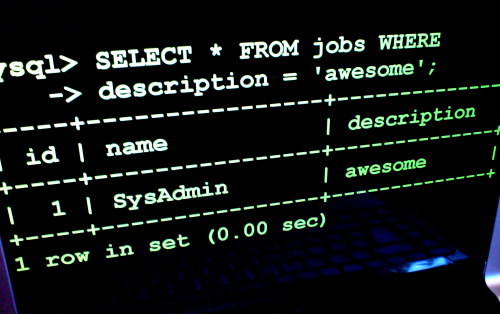 ysql> SELECT * FROM jobs WHERE
-> description = 'awesome';
-----+----------------+-------------
| id | name | description
+----+----------------+-------------+
| 1 | SysAdmin | awesome |
+----+----------------+-------------+
1 row in set (0.00 sec)